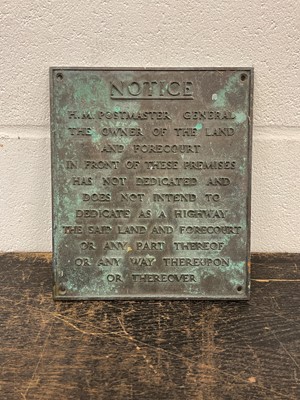 NOTICE
H.M. POSTMASTER GENERAL
THE OWNER OF THE LAND
AND FORECOURT
IN FRONT OF THESE PREMISES
HAS NOT DEDICATED AND
DOES NOT INTEND TO
DEDICATE AS A HIGHWAY
THE SAID LAND AND FORECOURT
OR ANY PART THEREOF
OR ANY WAY THEREUPON
OR THEREOVER